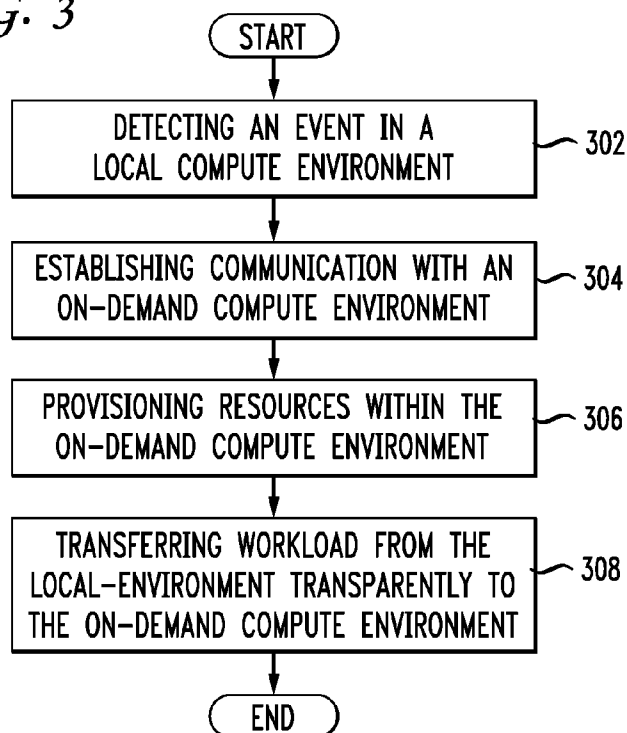 G. 3
START
DETECTING AN EVENT IN A
LOCAL COMPUTE ENVIRONMENT
302
ESTABLISHING COMMUNICATION WITH AN
ON-DEMAND COMPUTE ENVIRONMENT
304
PROVISIONING RESOURCES WITHIN THE
ON-DEMAND COMPUTE ENVIRONMENT
306
TRANSFERRING WORKLOAD FROM THE
LOCAL-ENVIRONMENT TRANSPARENTLY TO
THE ON-DEMAND COMPUTE ENVIRONMENT
308
END